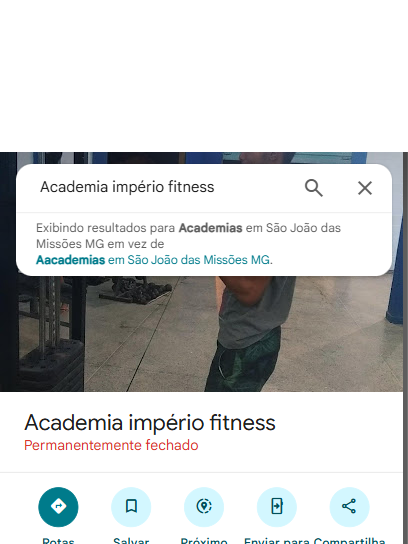 Academia império fitness
Exibindo resultados para Academias em São João das
Missões MG em vez de
Aacademias em São João das Missões MG.
Academia império fitness
Permanentemente fechado
Rotas Salvar Próximo Enviar para Compartilha